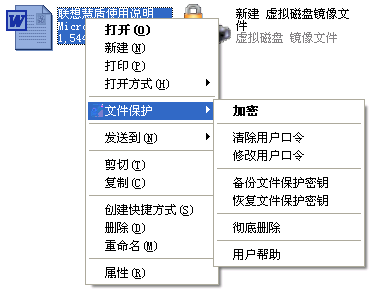 联想慧质使用说明
Micro
1,544
新建 虚拟磁盘镜像文
件
虚拟磁盘 镜像文件
打开(O)
新建(N)
打印(P)
打开方式(H)
文件保护
发送到(N)
剪切(T)
复制(C)
创建快捷方式(S)
删除(D)
重命名(M)
属性(R)
加密
清除用户口令
修改用户口令
备份文件保护密钥
恢复文件保护密钥
彻底删除
用户帮助